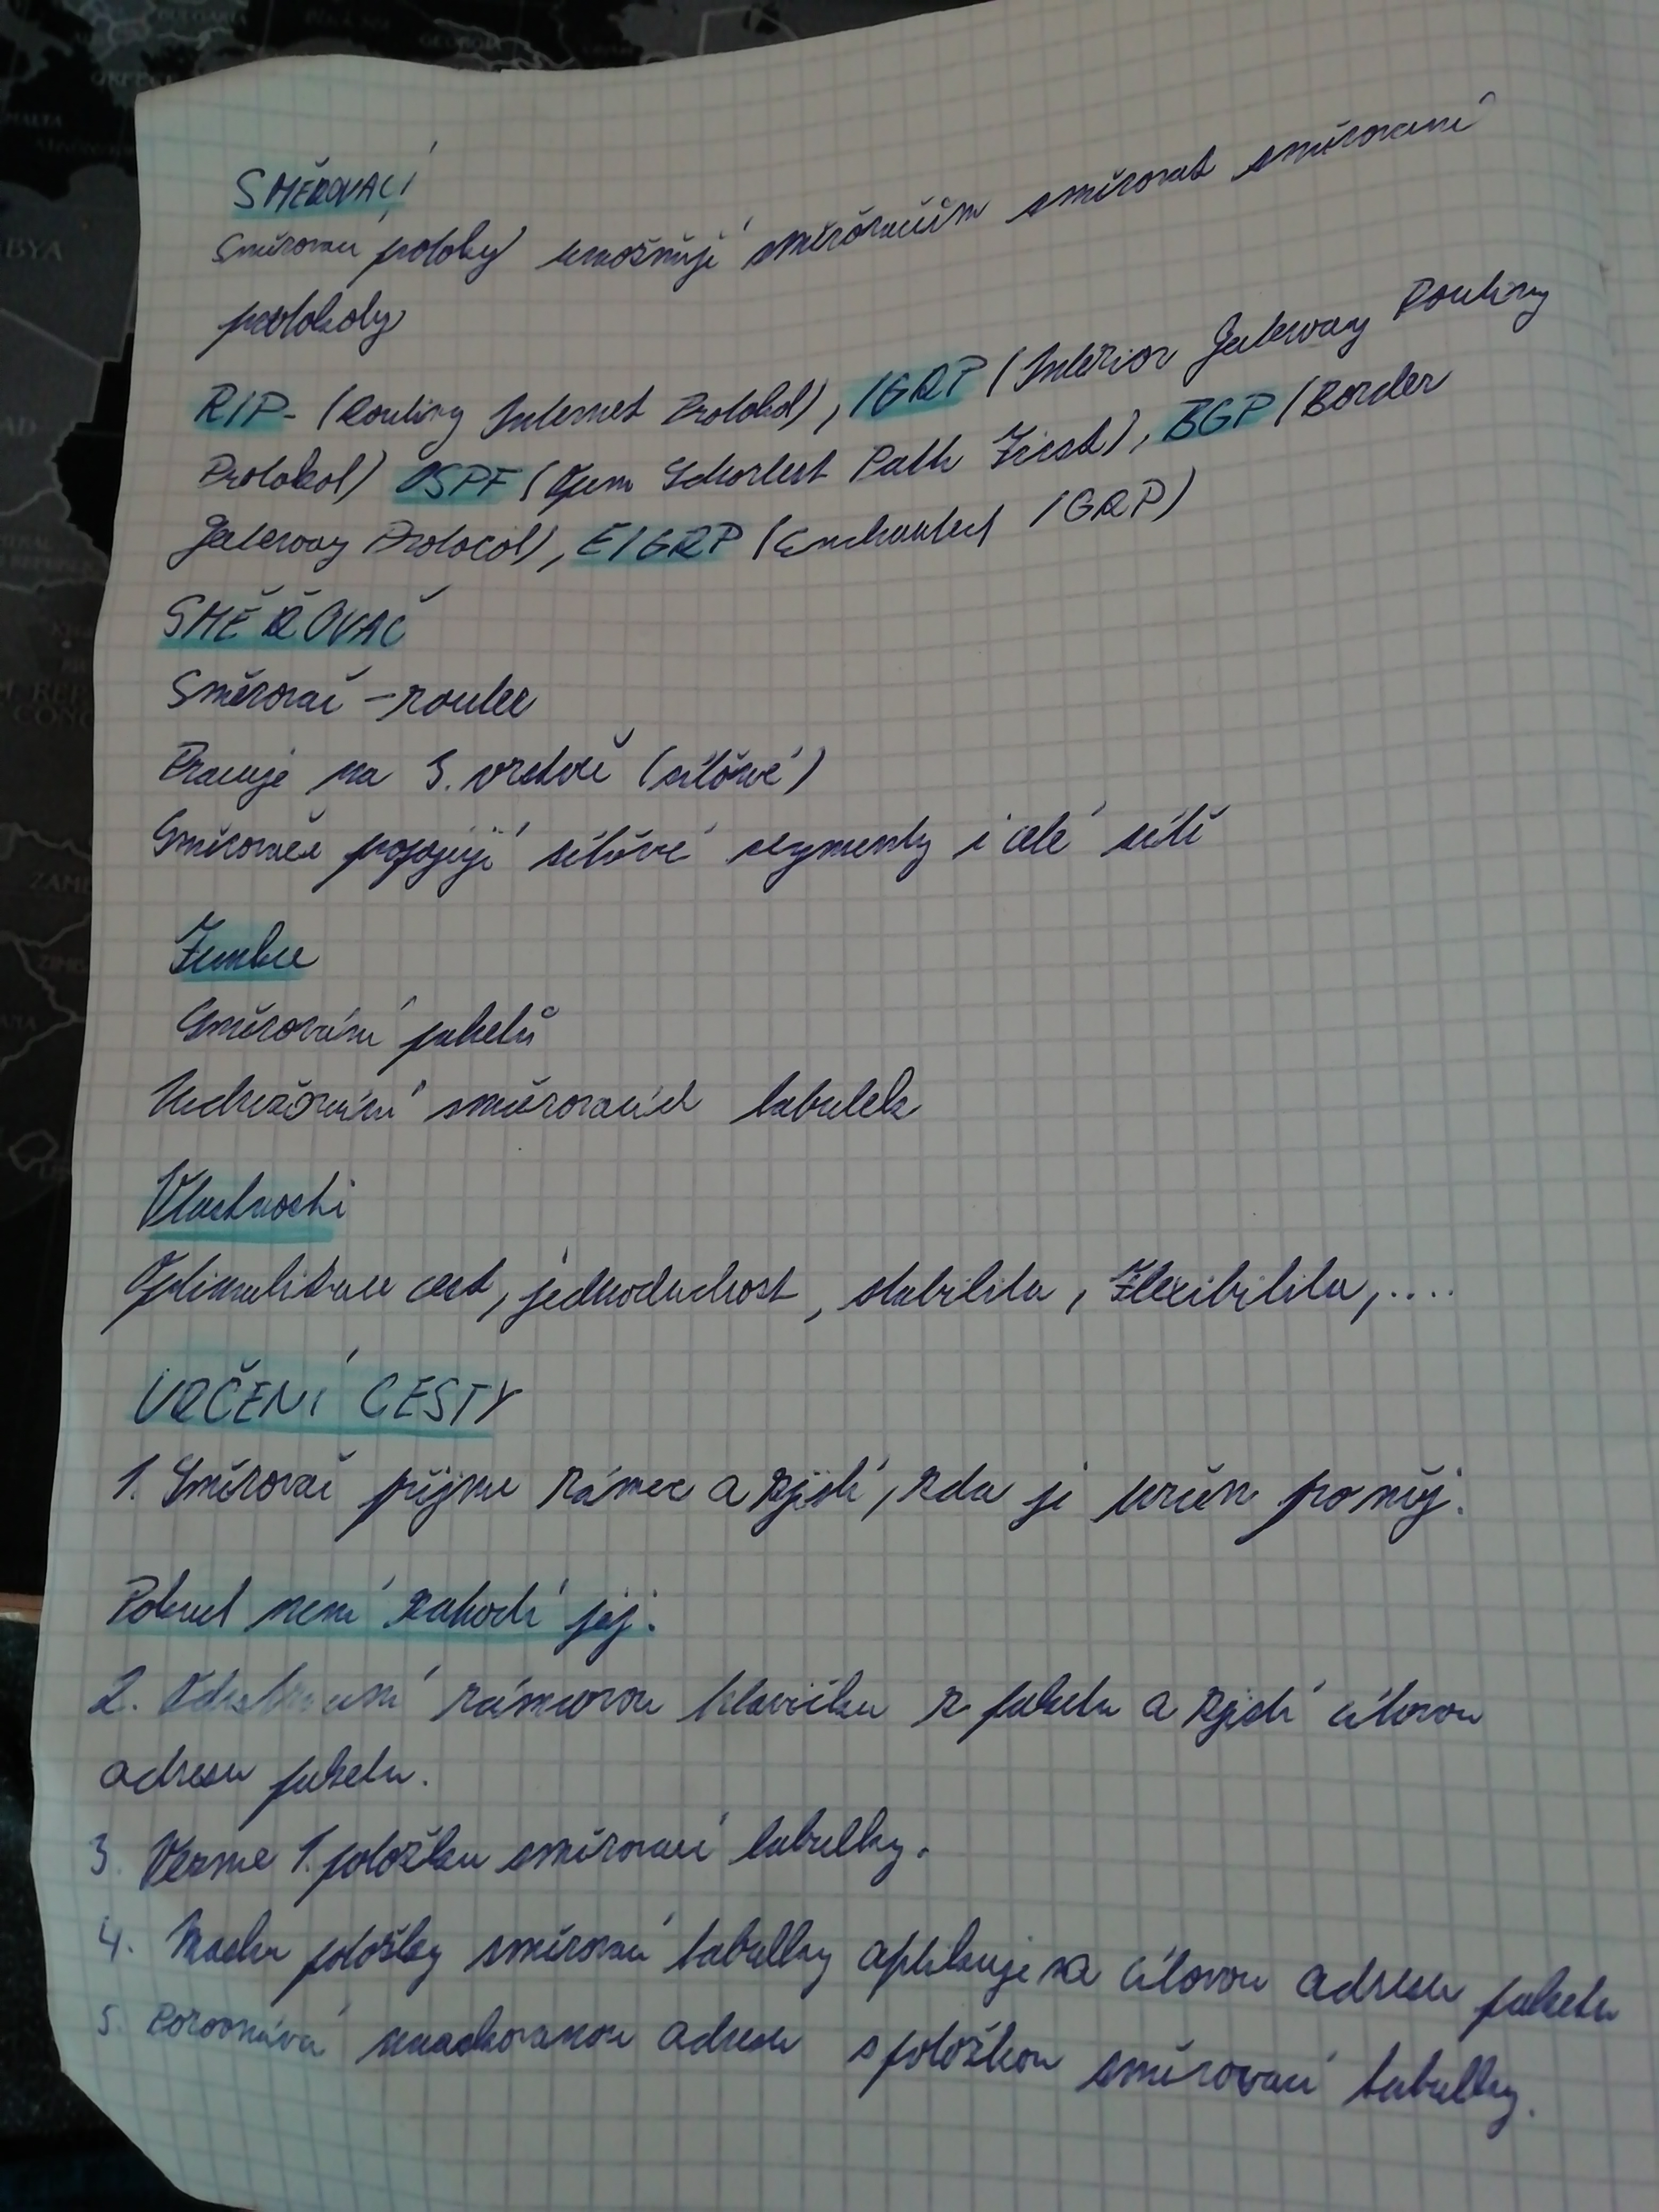 SMĚROVACÍ
Směrovací protoky umožňují směrovačům směrovat směrované
protokoly
RIP - (Routing Internet Protokol), IGRP (Interior Gateway Routing
Protokol) OSPF (Open Schortest Path First), BGP (Border
Gateway Protocol), EIGRP (Enchanted IGRP)
SMĚŘOVAČ
Směrovač - router
Pracuje na 3. vrstvě (síťové)
Směrovače propojují síťové segmenty i celé sítě
Funkce
Směrování paketů
Udržování směrovacích tabulek
Vlastnosti
Optimalizace cest, jednoduchost, stabilita, Flexibilita,....
URČENÍ CESTY
1. Směrovač přijme rámec a zjistí, zda je určen pro něj.
Pokud není zahodí jej.
2. rámcovou hlavičku z paketu a zjistí cílovou
adresu paketu.
3. Vezme 1. položku směrovací tabulky.
4. Masku položky směrovací tabulky aplikuje na cílovou adresu paketu
5. Porovnává maskovanou adresu s položkou směrovací tabulky.